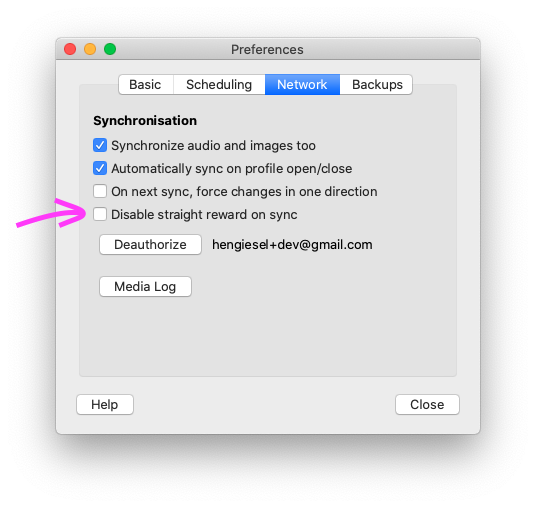 Preferences
Basic Scheduling Network Backups
Synchronisation
Synchronize audio and images too
Automatically sync on profile open/close
On next sync, force changes in one direction
Disable straight reward on sync
Deauthorize hengiesel+dev@gmail.com
Media Log
Help Close